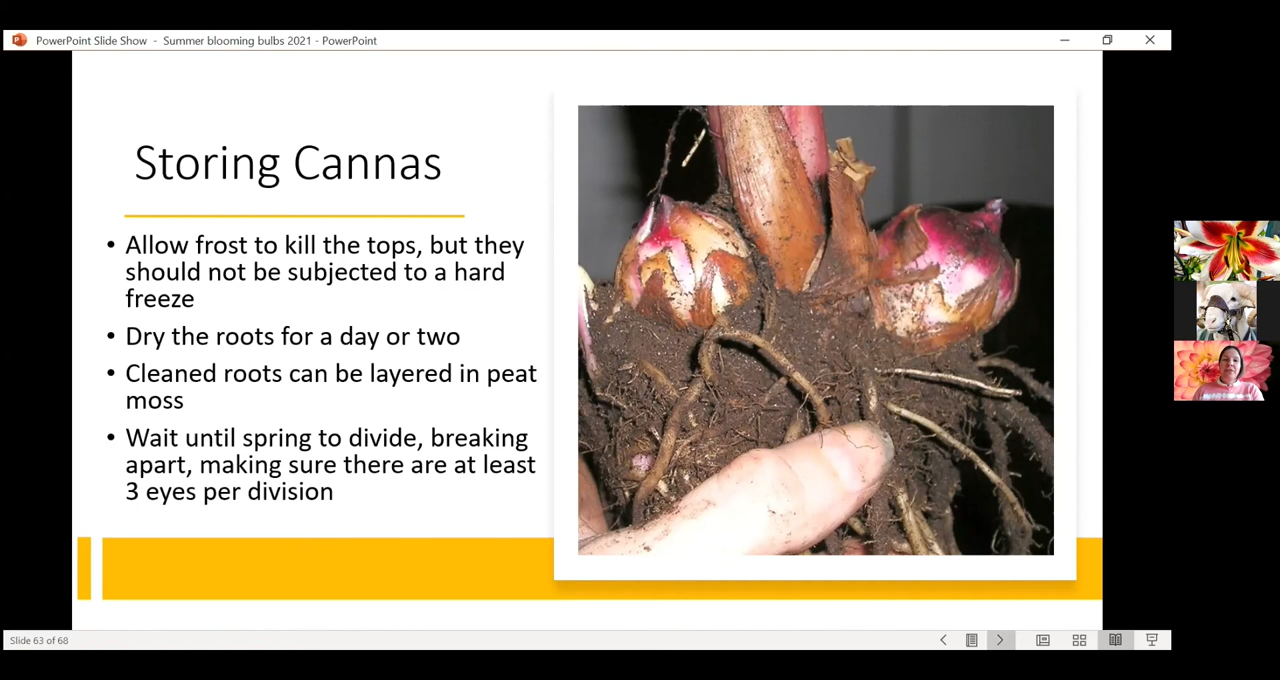 PowerPoint Slide Show - Summer blooming bulbs 2021 - PowerPoint
Storing Cannas
• Allow frost to kill the tops, but they
should not be subjected to a hard
freeze
• Dry the roots for a day or two
• Cleaned roots can be layered in peat
moss
• Wait until spring to divide, breaking
apart, making sure there are at least
3 eyes per division
Slide 63 of 68